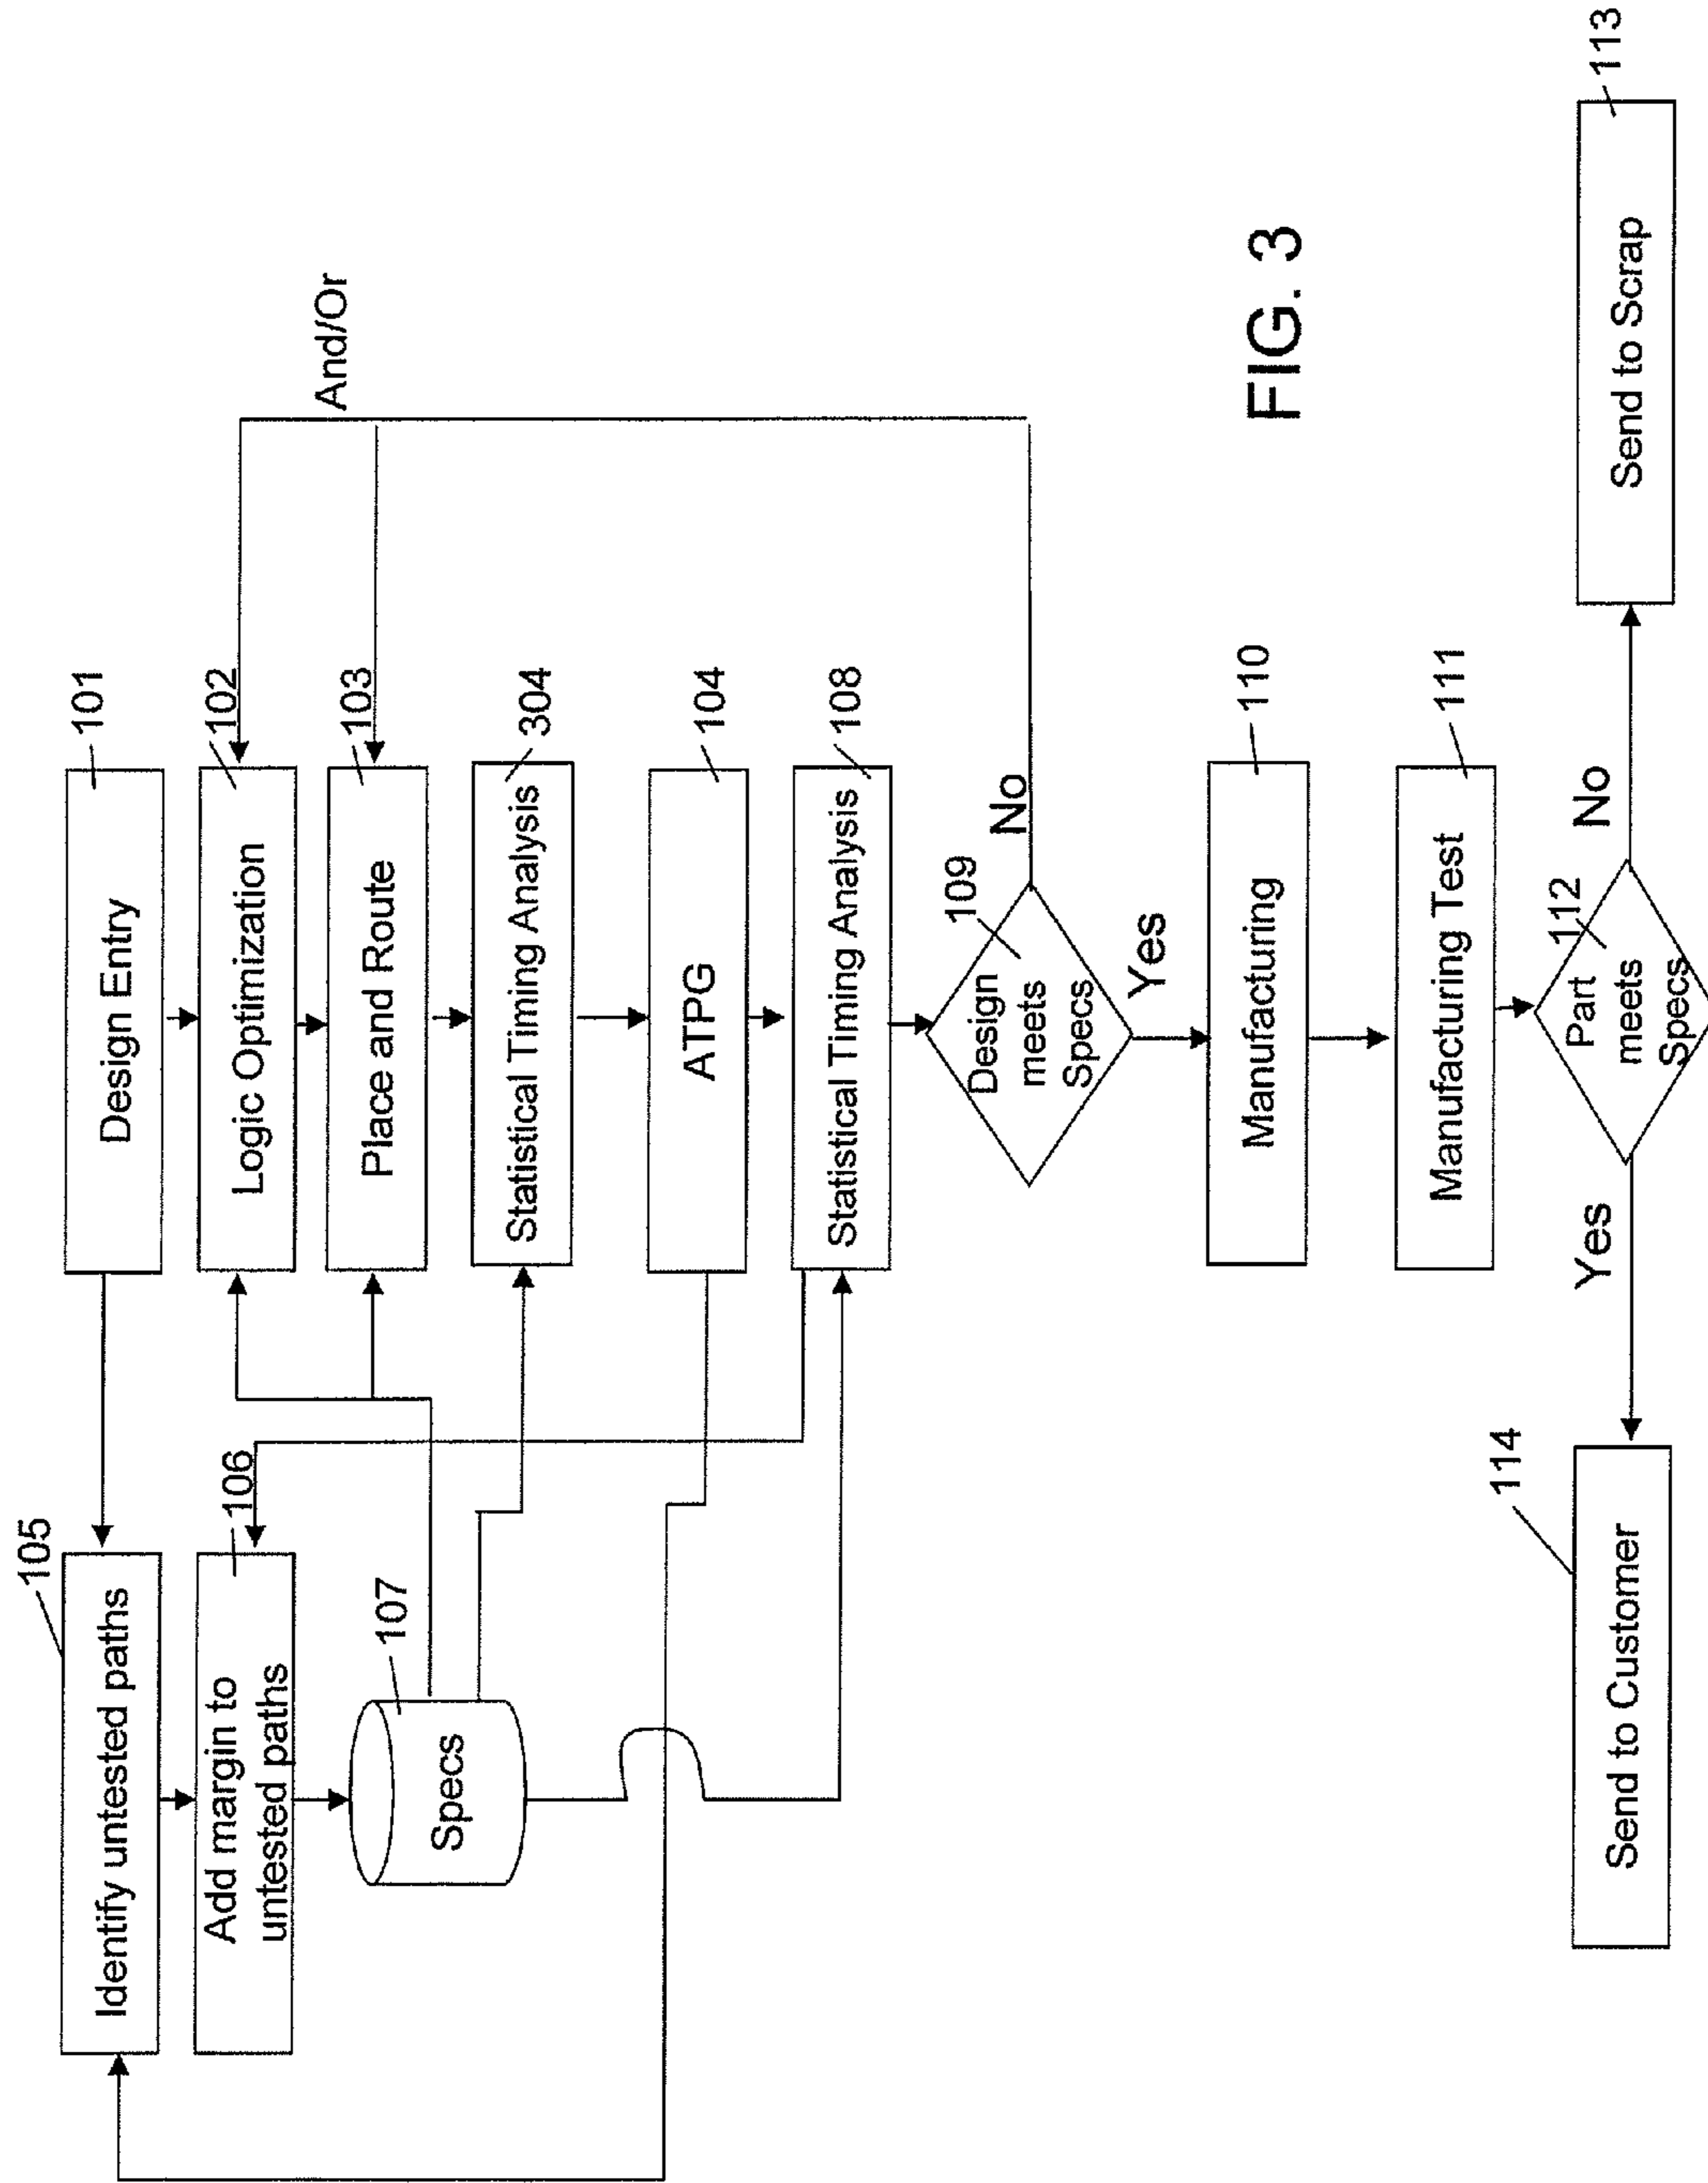 101
Design Entry
105
Identify untested paths
102
Logic Optimization
106
Add margin to
untested paths
And/Or
103
Place and Route
107
Specs
304
Statistical Timing Analysis
104
ATPG
108
Statistical Timing Analysis
109
Design
meets
Specs
No
Yes
110
Manufacturing
FIG. 3
111
Manufacturing Test
112
Part
meets
Specs
Yes
No
114
Send to Customer
113
Send to Scrap